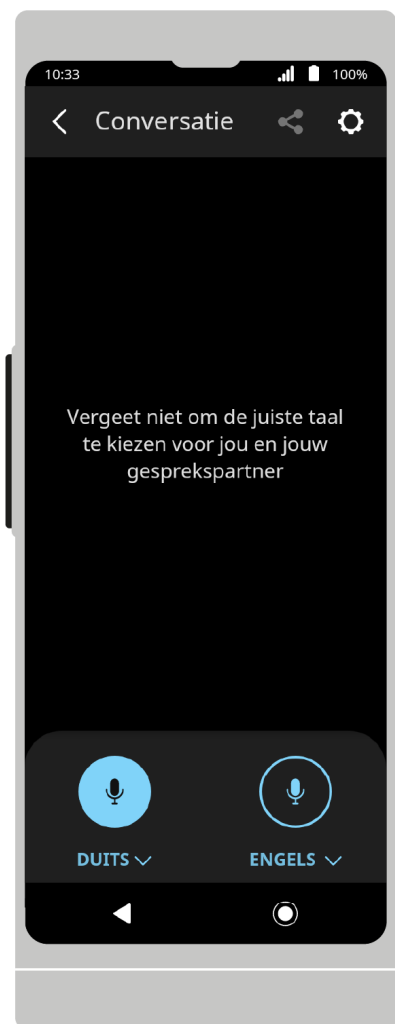 10:33 100%
Conversatie
Vergeet niet om de juiste taal
te kiezen voor jou en jouw
gesprekspartner
DUITS ENGELS